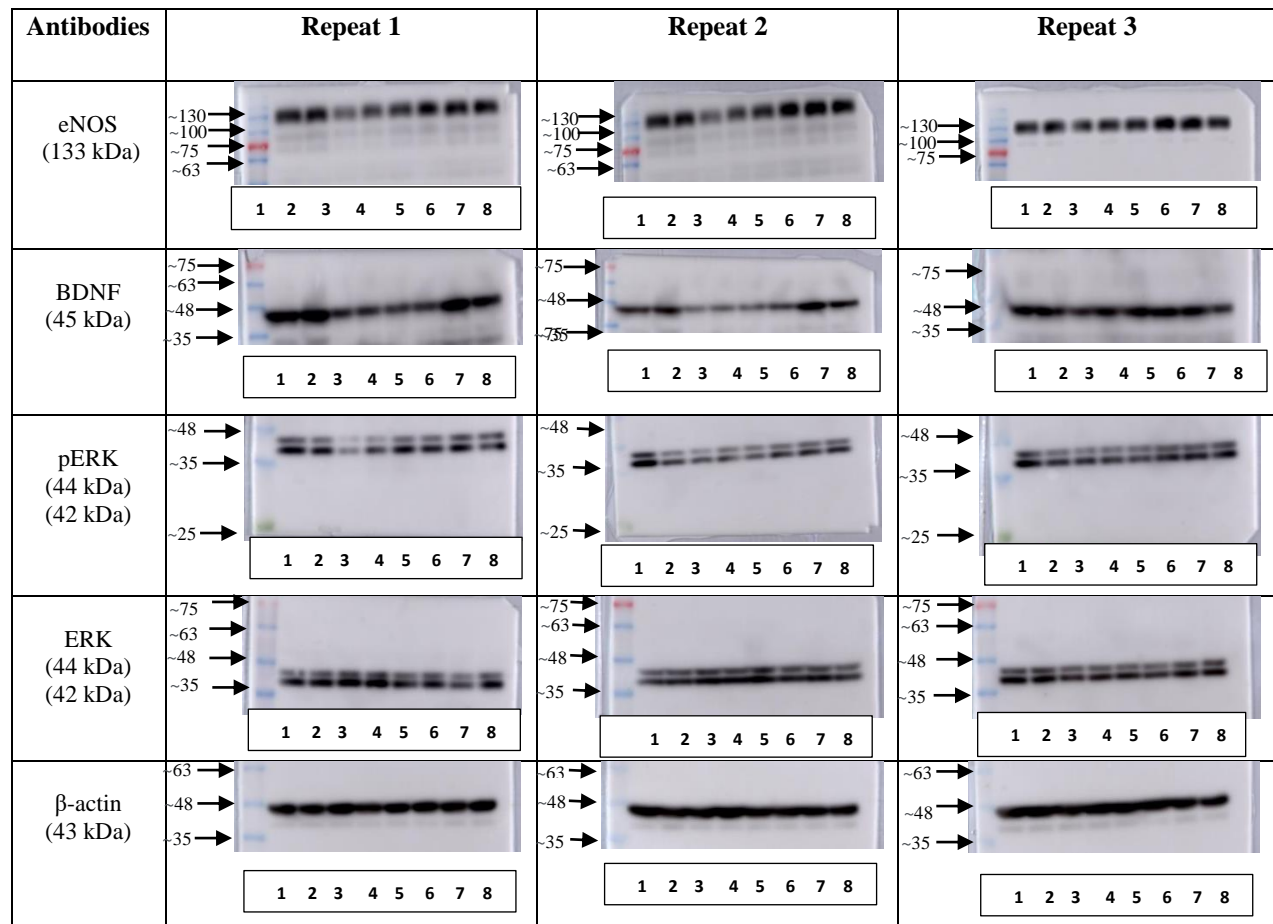 Antibodies Repeat 1 Repeat 2 Repeat 3
eNOS
(133 kDa)
~130
~100
~75
~63
1 2 3 4 5 6 7 8
~130
~100
~75
~63
1 2 3 4 5 6 7 8
~130
~100
~75
1 2 3 4 5 6 7 8
BDNF
(45 kDa)
~75
~63
~48
~35
1 2 3 4 5 6 7 8
~75
~48
1 2 3 4 5 6 7 8
~75
~48
~35
1 2 3 4 5 6 7 8
pERK
(44 kDa)
(42 kDa)
~48
~35
~25
1 2 3 4 5 6 7 8
~48
~35
~25
1 2 3 4 5 6 7 8
~48
~35
~25
1 2 3 4 5 6 7 8
ERK
(44 kDa)
(42 kDa)
~75
~63
~48
~35
1 2 3 4 5 6 7 8
~75
~63
~48
~35
1 2 3 4 5 6 7 8
~75
~63
~48
~35
1 2 3 4 5 6 7 8
β-actin
(43 kDa)
~63
~48
~35
1 2 3 4 5 6 7 8
~63
~48
~35
1 2 3 4 5 6 7 8
~63
~48
~35
1 2 3 4 5 6 7 8